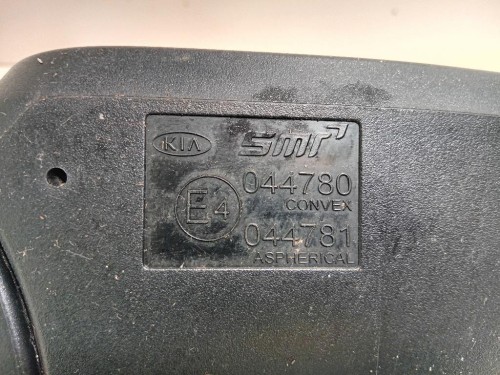 KIA SMR
E4 044780
CONVEX
044781
ASPHERICAL